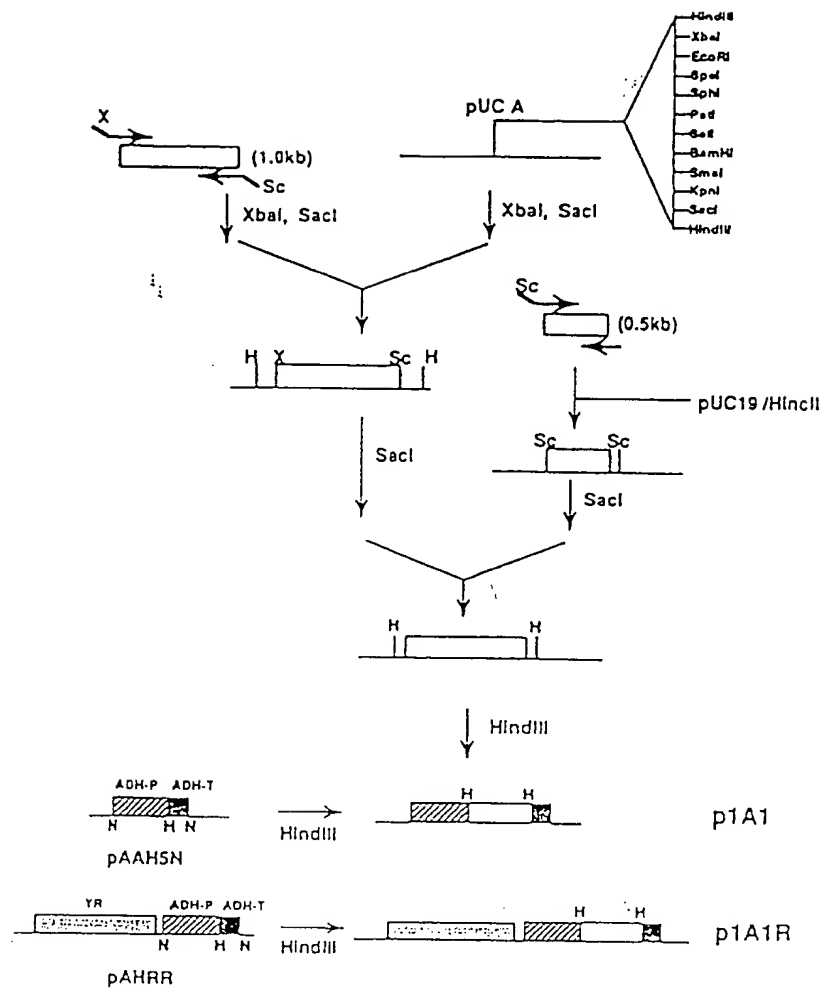 HindIII
XbaI
EcoRI
SpeI
SphI
PstI
SalI
BamHI
SmaI
KpnI
SacI
HindIII
pUC A
X
(1.0kb)
Sc
XbaI, SacI
XbaI, SacI
Sc
(0.5kb)
H X Sc H
pUC19/HincII
SacI
Sc Sc
SacI
H H
HindIII
ADH-P ADH-T
N H N
pAAH5N
HindIII
H H
p1A1
YR ADH-P ADH-T
N H N
pAHRR
HindIII
H H
p1A1R